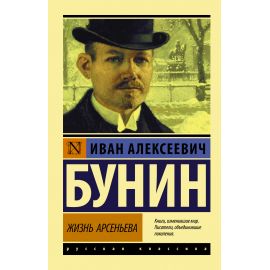 N
ИВАН АЛЕКСЕЕВИЧ
БУНИН
ЖИЗНЬ АРСЕНЬЕВА
Книги, изменившие мир.
Писатели, объединившие
поколения.
русская классика